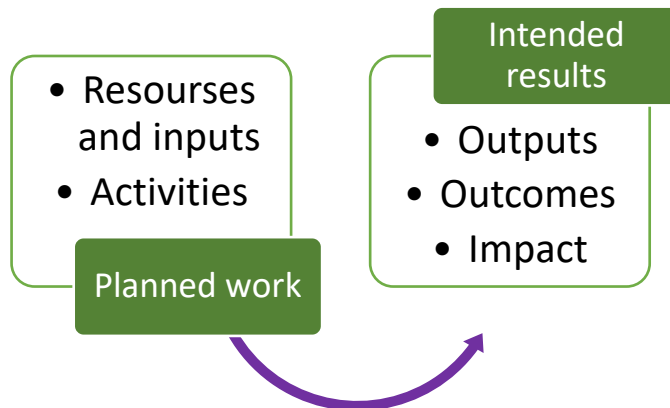 • Resourses
and inputs
• Activities
Planned work
Intended
results
• Outputs
• Outcomes
• Impact